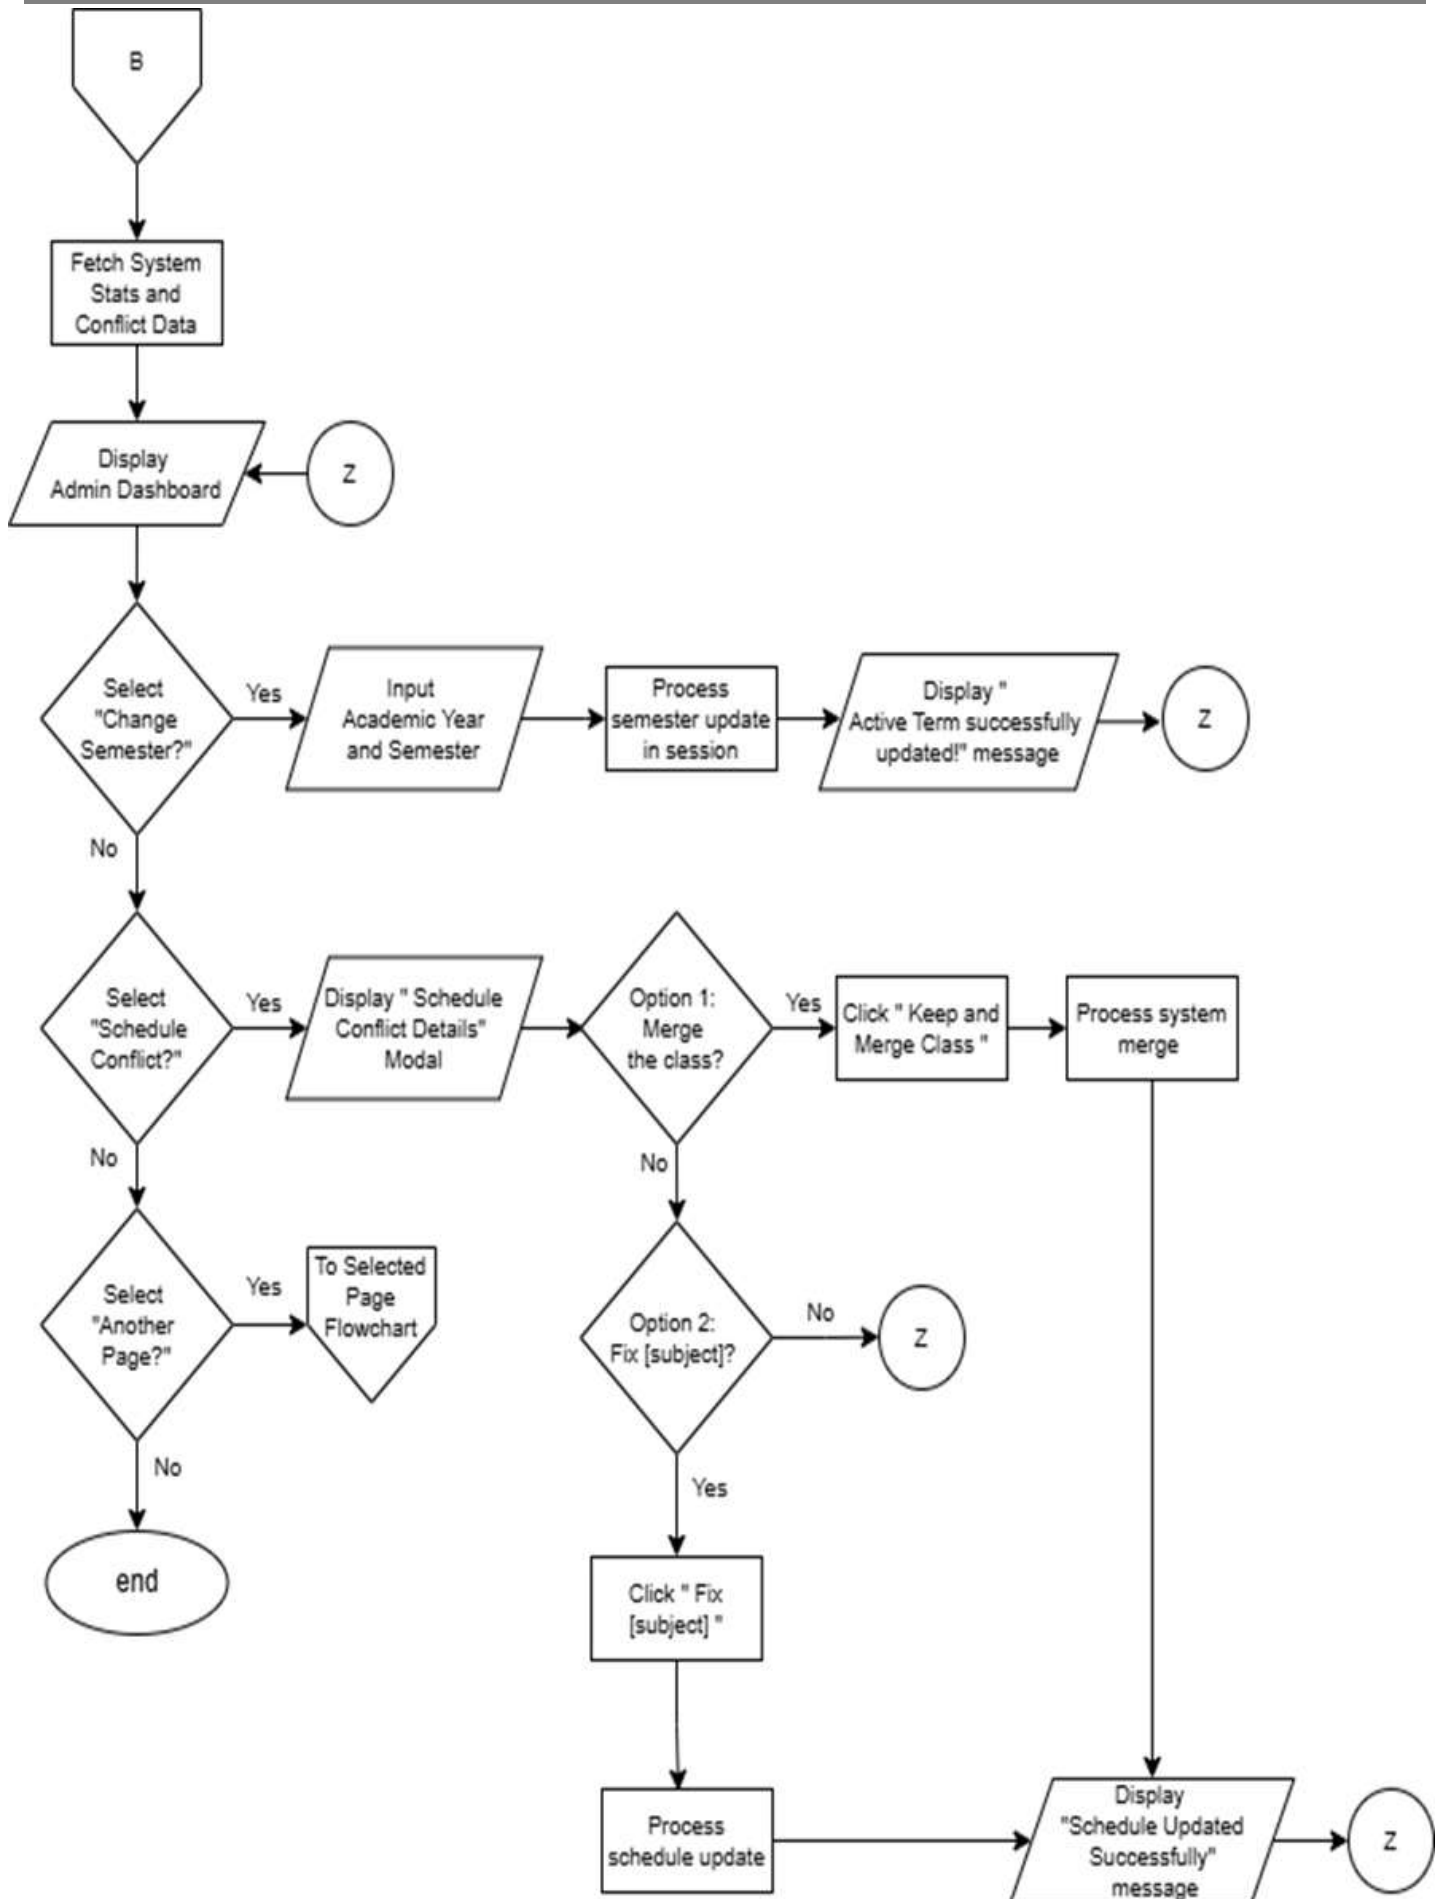 B
Fetch System
Stats and
Conflict Data
Display
Admin Dashboard
Z
Select
"Change
Semester?"
Yes
Input
Academic Year
and Semester
Process
semester update
in session
Display "
Active Term successfully
updated!" message
Z
No
Select
"Schedule
Conflict?"
Yes
Display " Schedule
Conflict Details"
Modal
Option 1:
Merge
the class?
Yes
Click " Keep and
Merge Class "
Process system
merge
No
No
Select
"Another
Page?"
Yes
To Selected
Page
Flowchart
Option 2:
Fix [subject]?
No
Z
No
Yes
end
Click " Fix
[subject] "
Process
schedule update
Display
"Schedule Updated
Successfully"
message
Z